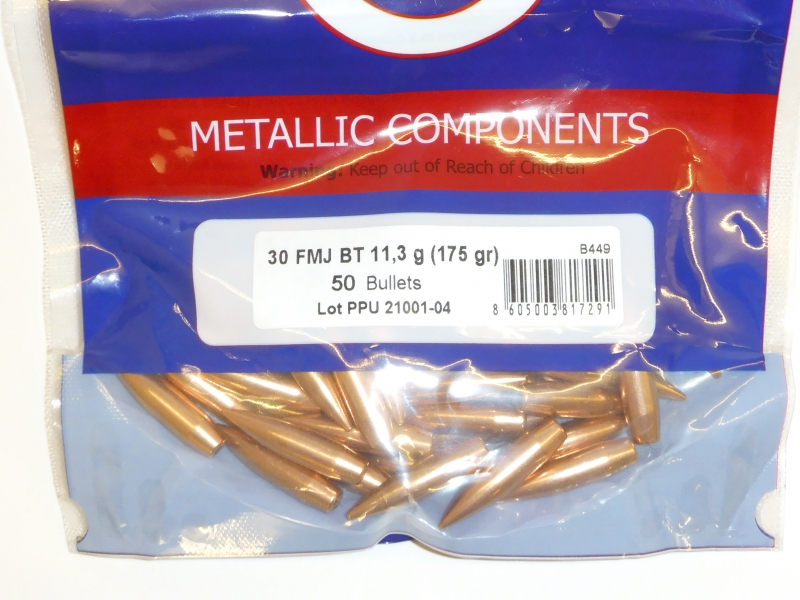 METALLIC COMPONENTS
Warning: Keep out of Reach of Children
30 FMJ BT 11,3 g (175 gr)
B449
50 Bullets
Lot PPU 21001-04
8 605003 817291